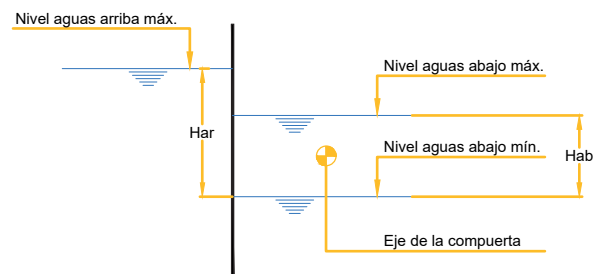 Nivel aguas arriba máx.
Nivel aguas abajo máx.
Har
Nivel aguas abajo mín.
Hab
Eje de la compuerta